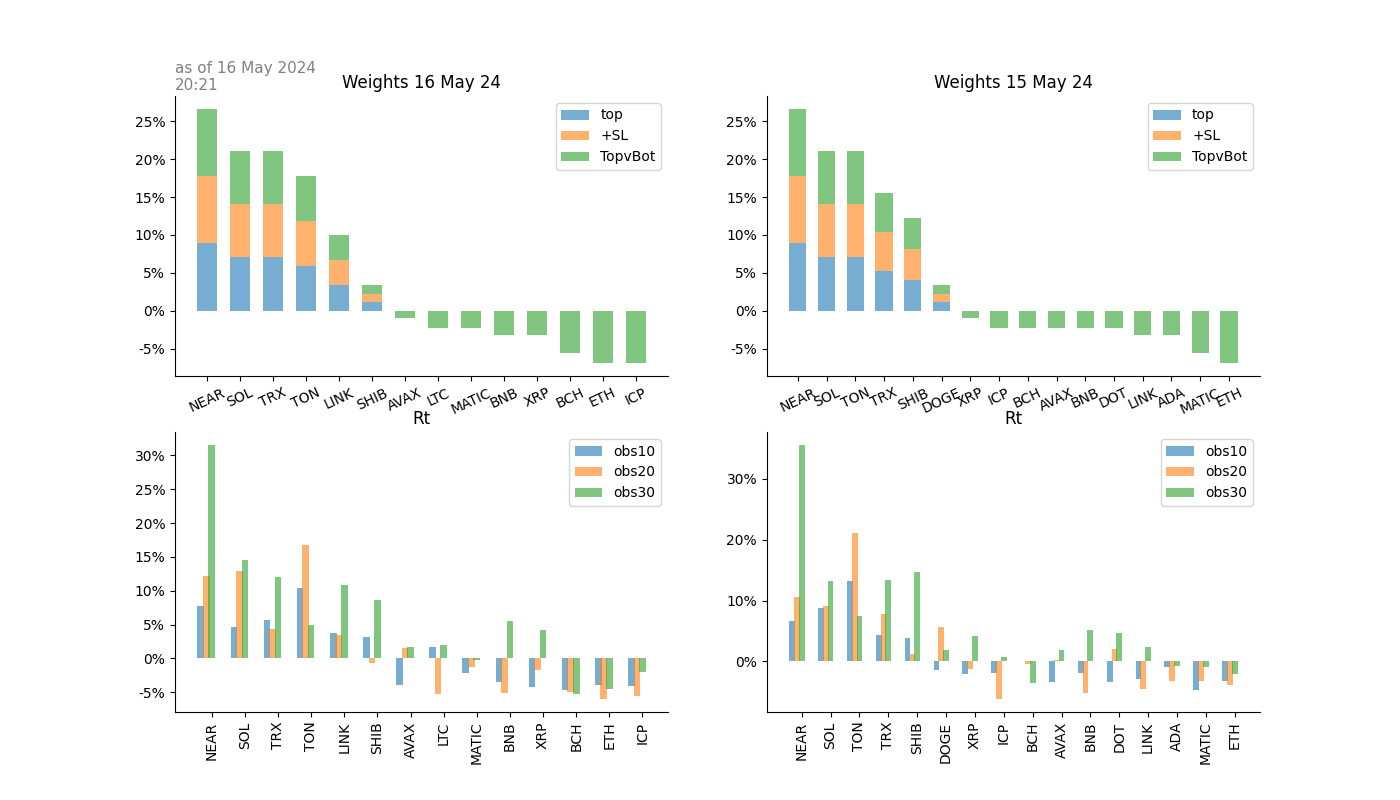 as of 16 May 2024
20:21
Weights 16 May 24
25%
20%
15%
10%
5%
0%
-5%
top
+SL
TopvBot
NEAR SOL TRX TON LINK SHIB AVAX LTC MATIC BNB XRP BCH ETH ICP
Weights 15 May 24
25%
20%
15%
10%
5%
0%
-5%
top
+SL
TopvBot
NEAR SOL TON TRX SHIB DOGE XRP ICP BCH AVAX BNB DOT LINK ADA MATIC ETH
Rt
30%
25%
20%
15%
10%
5%
0%
-5%
obs10
obs20
obs30
NEAR SOL TRX TON LINK SHIB AVAX LTC MATIC BNB XRP BCH ETH ICP
Rt
30%
20%
10%
0%
obs10
obs20
obs30
NEAR SOL TON TRX SHIB DOGE XRP ICP BCH AVAX BNB DOT LINK ADA MATIC ETH